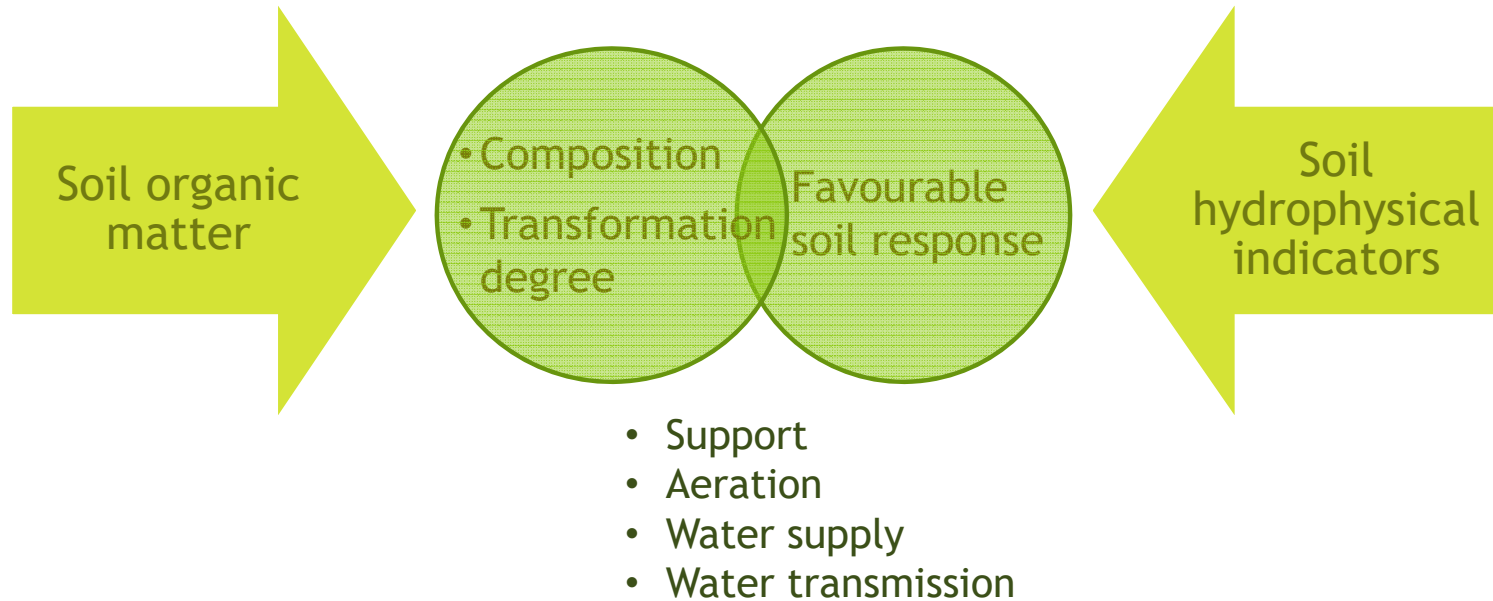 Soil organic
matter
• Composition
• Transformation
degree
Favourable
soil response
Soil
hydrophysical
indicators
• Support
• Aeration
• Water supply
• Water transmission